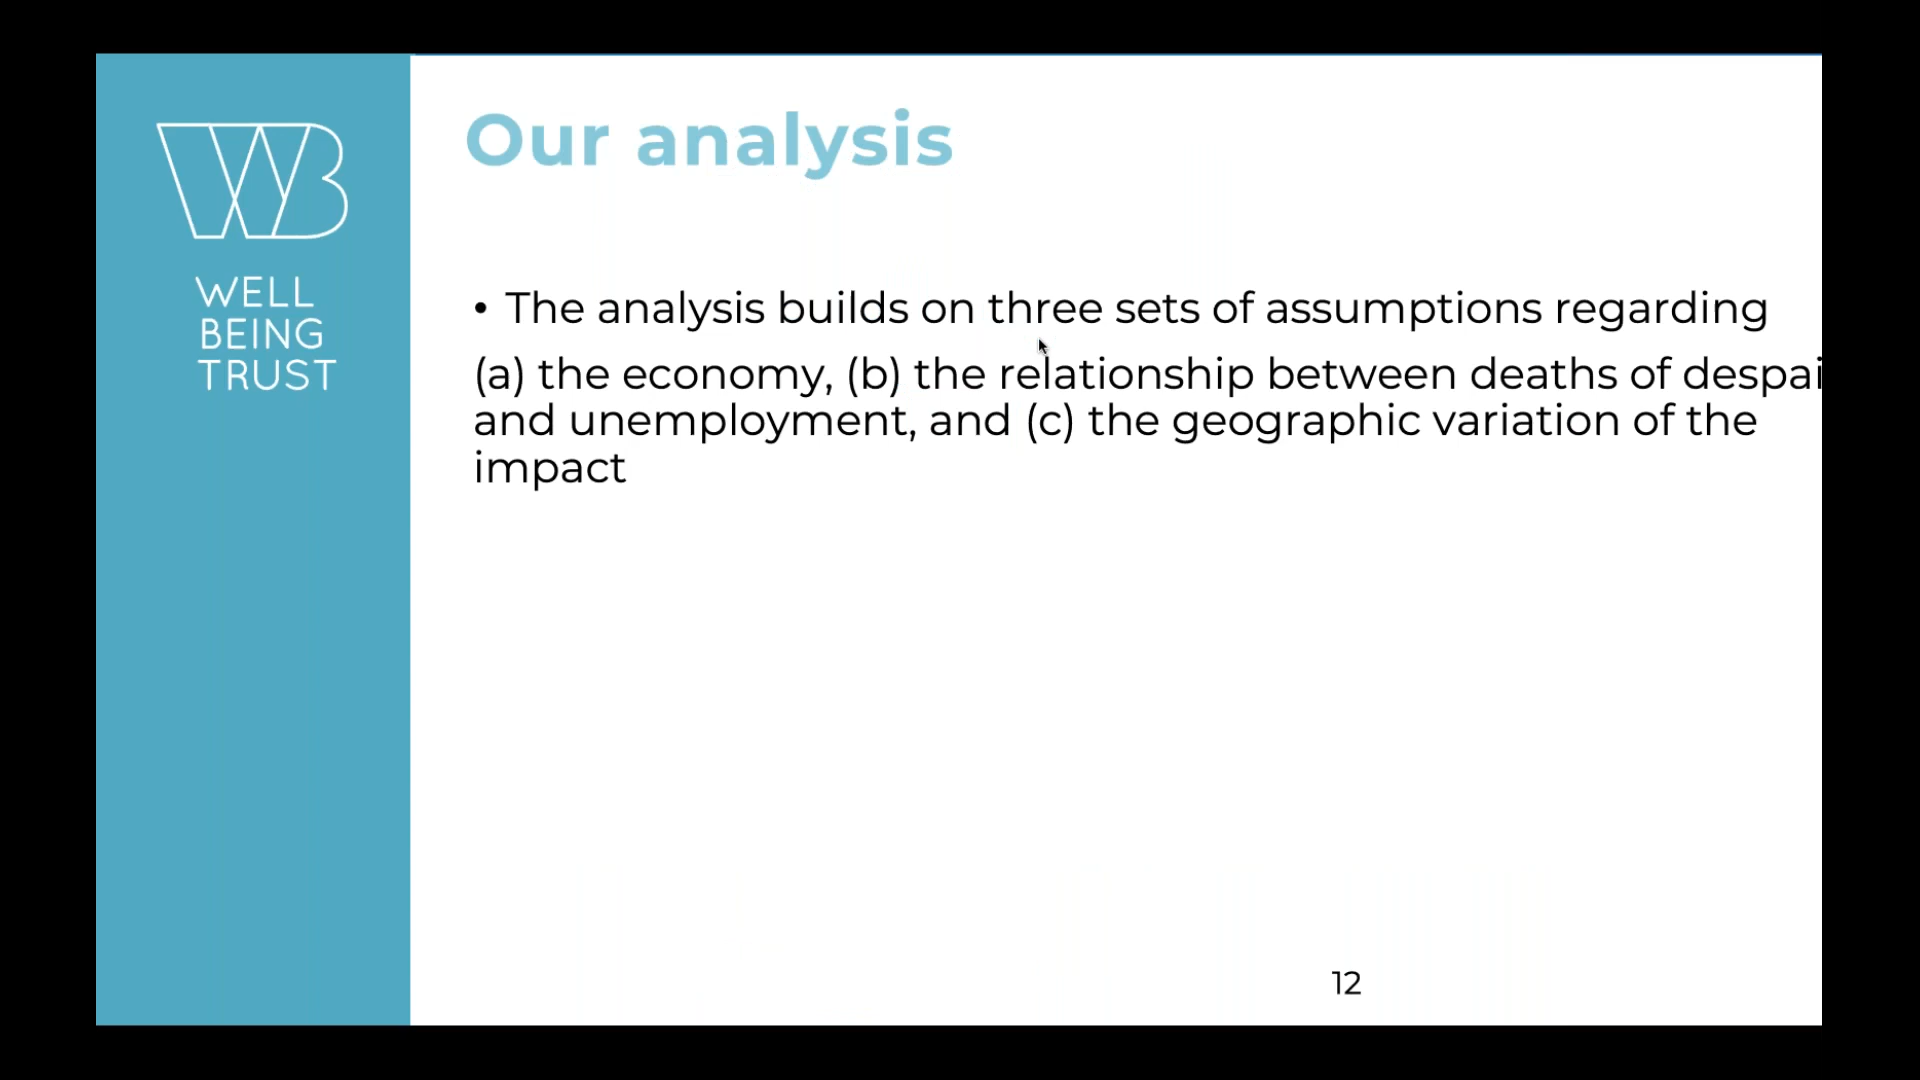 Our analysis
WELL
BEING
TRUST
• The analysis builds on three sets of assumptions regarding
(a) the economy, (b) the relationship between deaths of despai
and unemployment, and (c) the geographic variation of the
impact
12